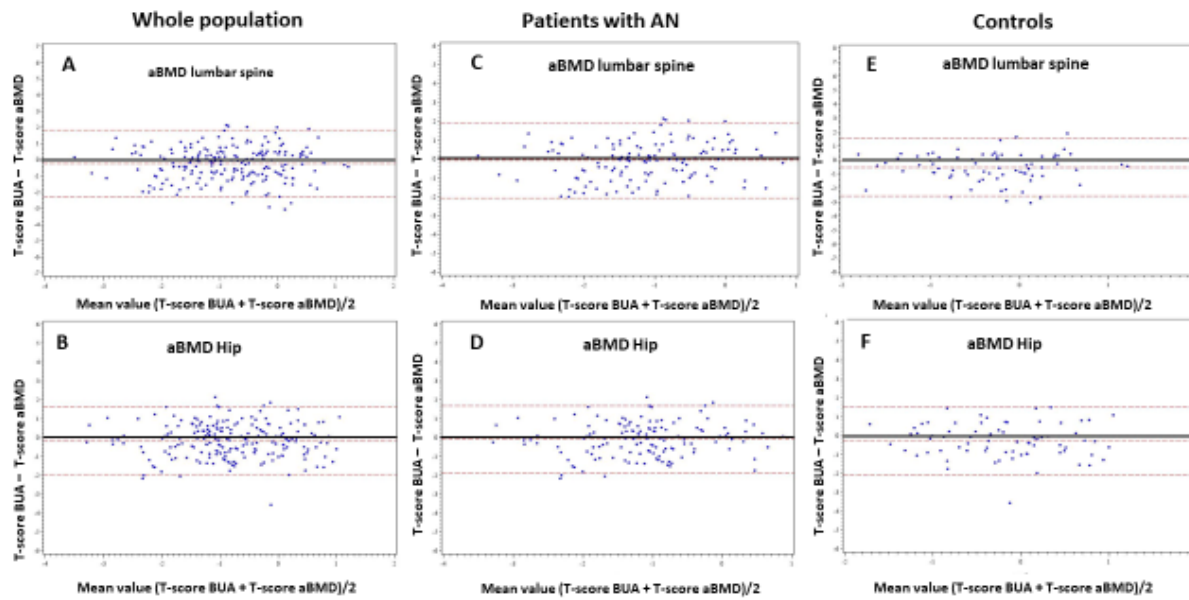 Whole population
Patients with AN
Controls
A
aBMD lumbar spine
T-score BUA – T-score aBMD
Mean value (T-score BUA + T-score aBMD)/2
C
aBMD lumbar spine
T-score BUA – T-score aBMD
Mean value (T-score BUA + T-score aBMD)/2
E
aBMD lumbar spine
T-score BUA – T-score aBMD
Mean value (T-score BUA + T-score aBMD)/2
B
aBMD Hip
T-score BUA – T-score aBMD
Mean value (T-score BUA + T-score aBMD)/2
D
aBMD Hip
T-score BUA – T-score aBMD
Mean value (T-score BUA + T-score aBMD)/2
F
aBMD Hip
T-score BUA – T-score aBMD
Mean value (T-score BUA + T-score aBMD)/2